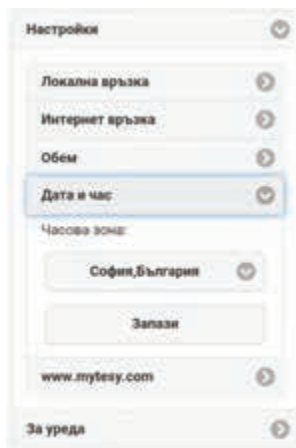 Настройки
Локална връзка
Интернет връзка
Обем
Дата и час
Часова зона:
София,България
Запази
www.mytesy.com
За уреда